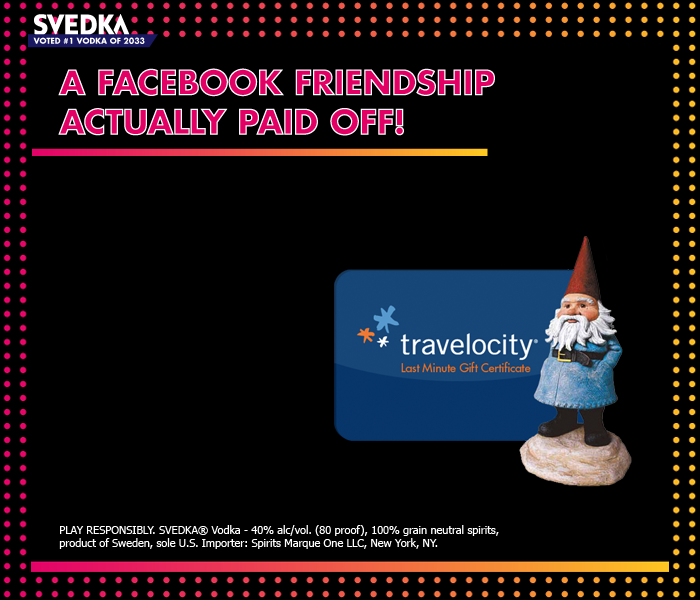 SVEDKA
VOTED #1 VODKA OF 2033
A FACEBOOK FRIENDSHIP
ACTUALLY PAID OFF!
travelocity®
Last Minute Gift Certificate
PLAY RESPONSIBLY. SVEDKA® Vodka - 40% alc/vol. (80 proof), 100% grain neutral spirits,
product of Sweden, sole U.S. Importer: Spirits Marque One LLC, New York, NY.